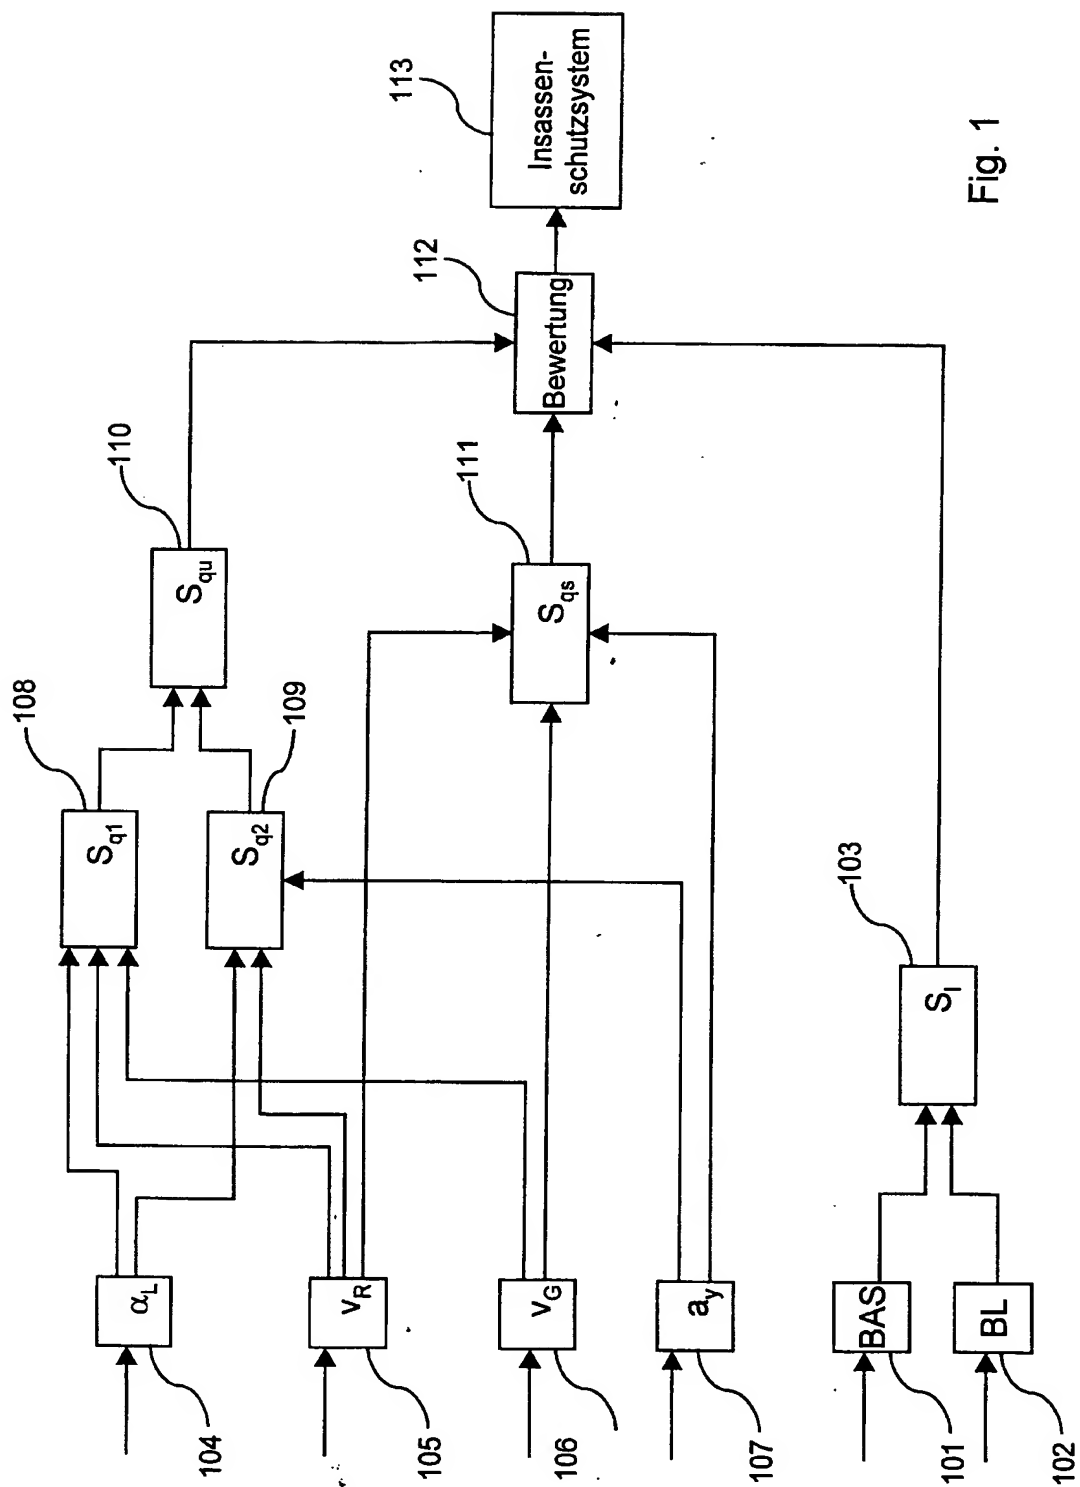 α_L
104
v_R
105
v_G
106
a_y
107
BAS
101
BL
102
S_q1
108
S_q2
109
S_l
103
S_qu
110
S_qs
111
Bewertung
112
Insassen-
schutzsystem
113
Fig. 1